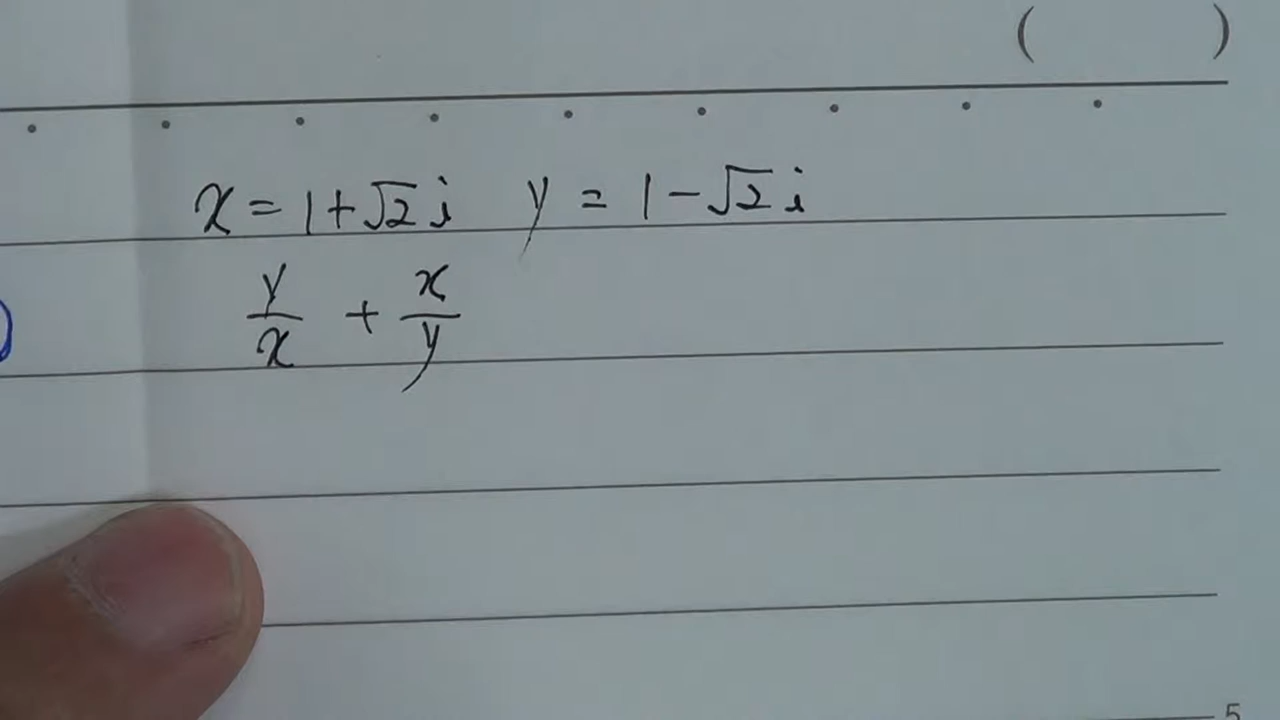 ( )
x = 1 + √2 i y = 1 - √2 i
y/x + x/y
5